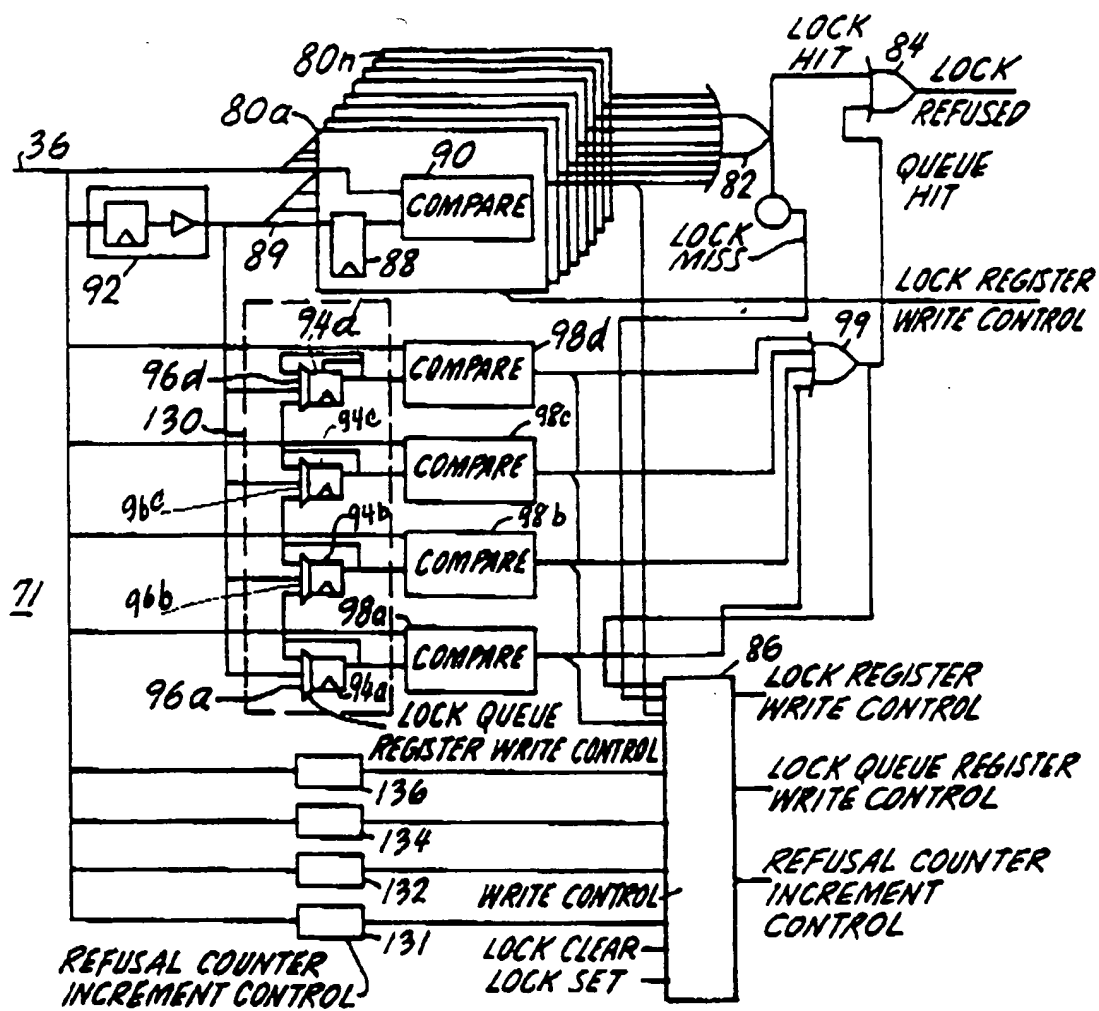 80n
LOCK
HIT
84
LOCK
REFUSED
80a
36
90
COMPARE
82
QUEUE
HIT
92
89
88
LOCK
MISS
LOCK REGISTER
WRITE CONTROL
94d
98d
99
COMPARE
96d
130
94c
98c
COMPARE
96c
94b
98b
COMPARE
71
96b
98a
COMPARE
86
96a
94a
LOCK QUEUE
REGISTER WRITE CONTROL
LOCK REGISTER
WRITE CONTROL
136
LOCK QUEUE REGISTER
WRITE CONTROL
134
132
WRITE CONTROL
REFUSAL COUNTER
INCREMENT
CONTROL
131
REFUSAL COUNTER
INCREMENT CONTROL
LOCK CLEAR
LOCK SET